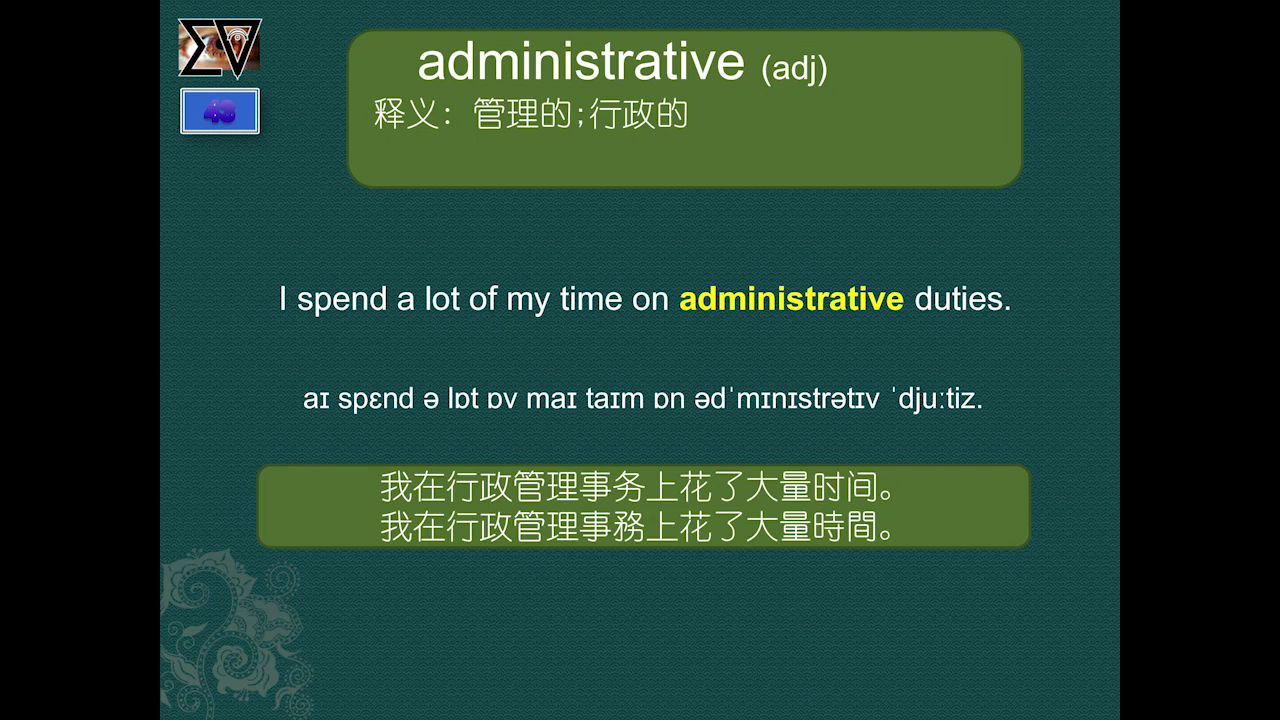 administrative (adj)
释义：管理的;行政的
43
I spend a lot of my time on administrative duties.
aɪ spɛnd ə lɒt ɒv maɪ taɪm ɒn ədˈmɪnɪstrətɪv ˈdjuːtiz.
我在行政管理事务上花了大量时间。
我在行政管理事務上花了大量時間。